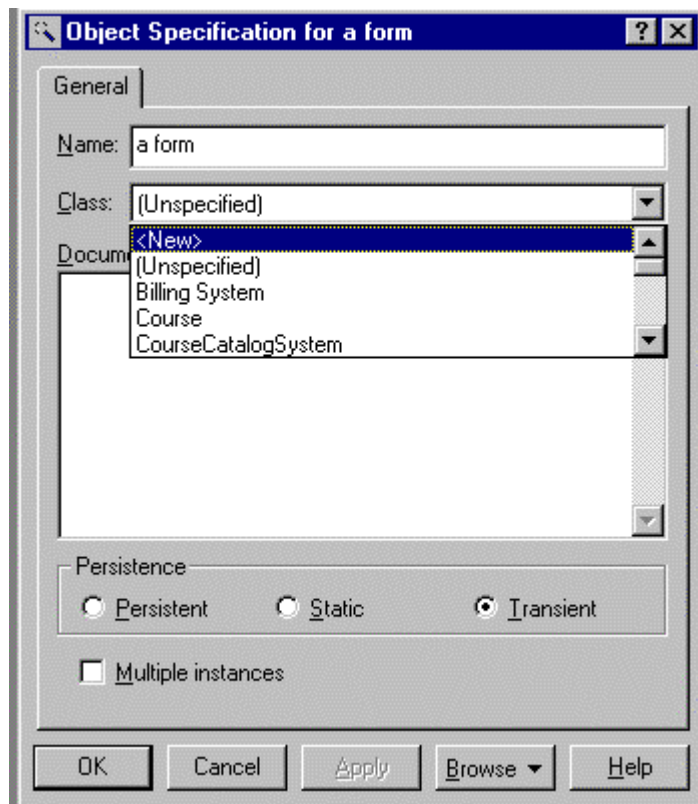 Object Specification for a form
General
Name: a form
Class: (Unspecified)
<New>
Docum
(Unspecified)
Billing System
Course
CourseCatalogSystem
Persistence
Persistent Static Transient
Multiple instances
OK Cancel Apply Browse Help